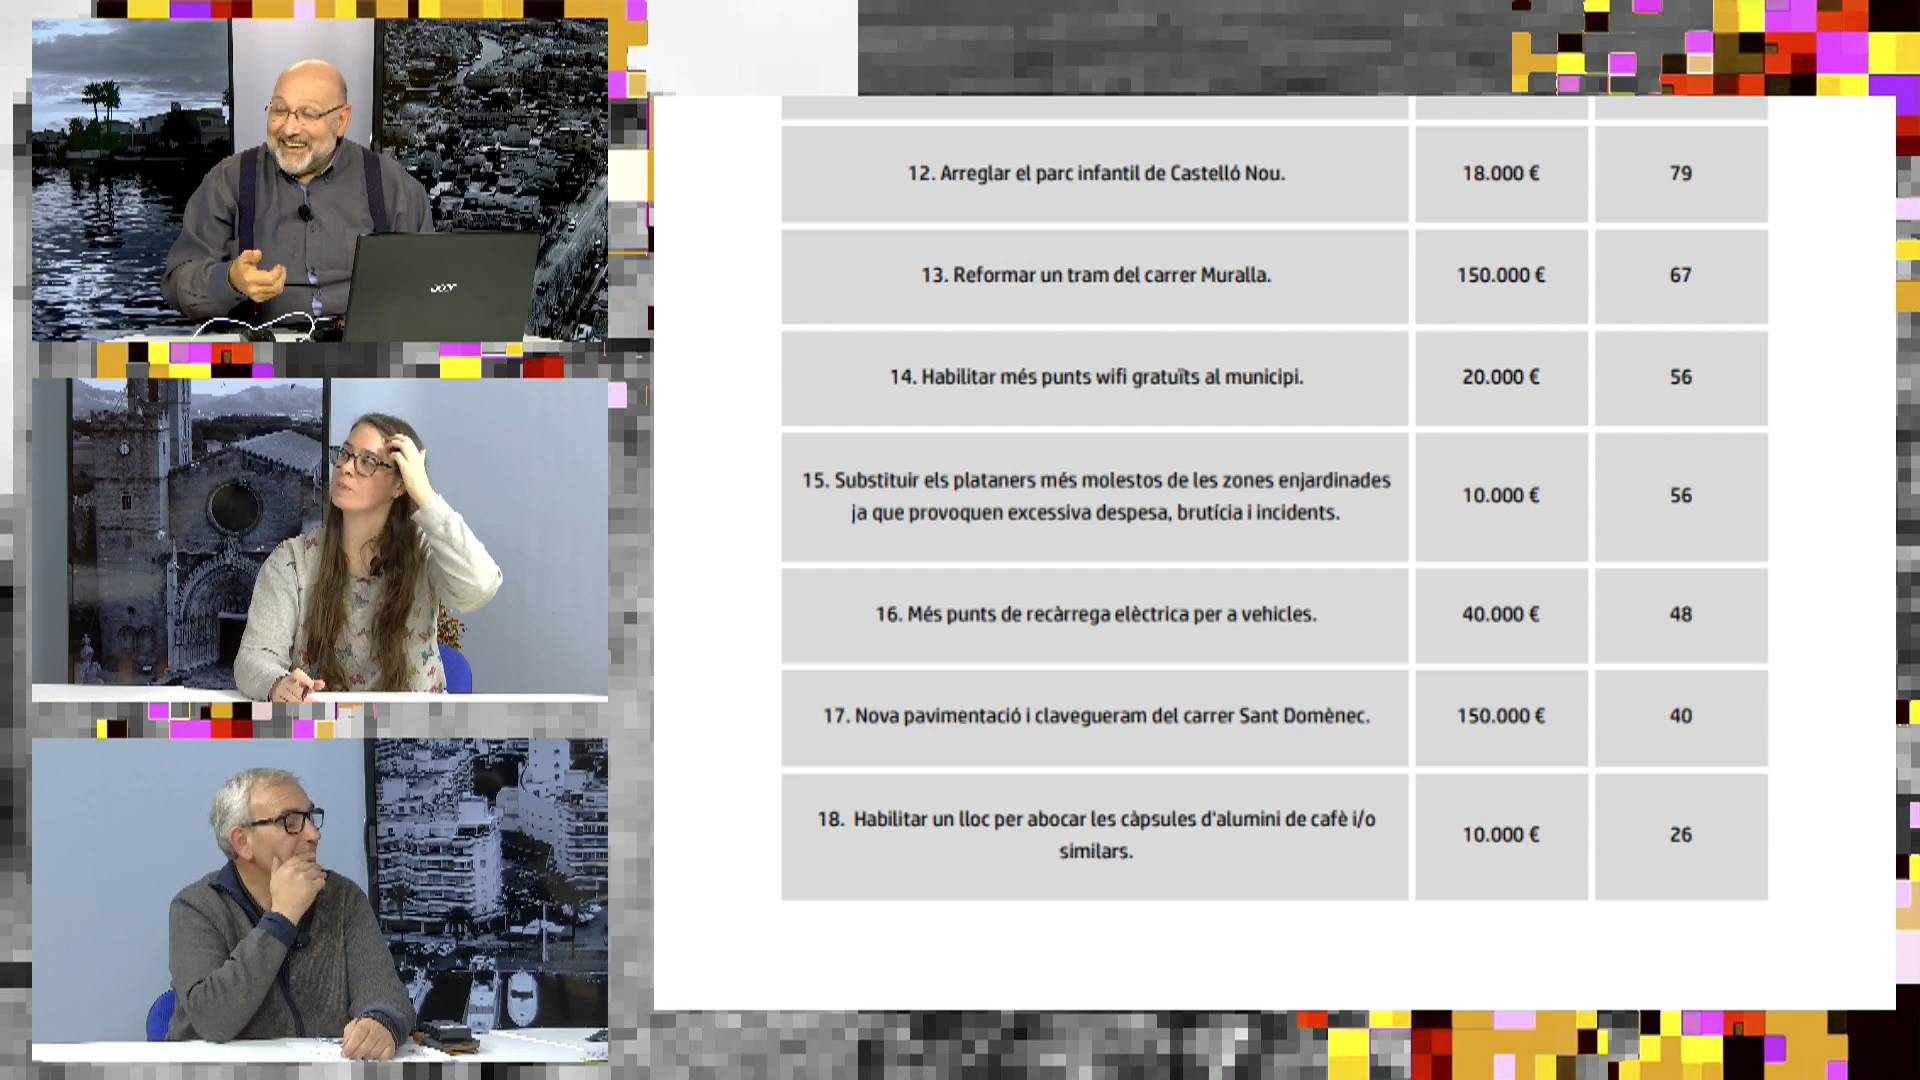 acer
12. Arreglar el parc infantil de Castelló Nou.
18.000 €
79
13. Reformar un tram del carrer Muralla.
150.000 €
67
14. Habilitar més punts wifi gratuïts al municipi.
20.000 €
56
15. Substituir els plataners més molestos de les zones enjardinades
ja que provoquen excessiva despesa, brutícia i incidents.
10.000 €
56
16. Més punts de recàrrega elèctrica per a vehicles.
40.000 €
48
17. Nova pavimentació i clavegueram del carrer Sant Domènec.
150.000 €
40
18. Habilitar un lloc per abocar les càpsules d'alumini de cafè i/o
similars.
10.000 €
26